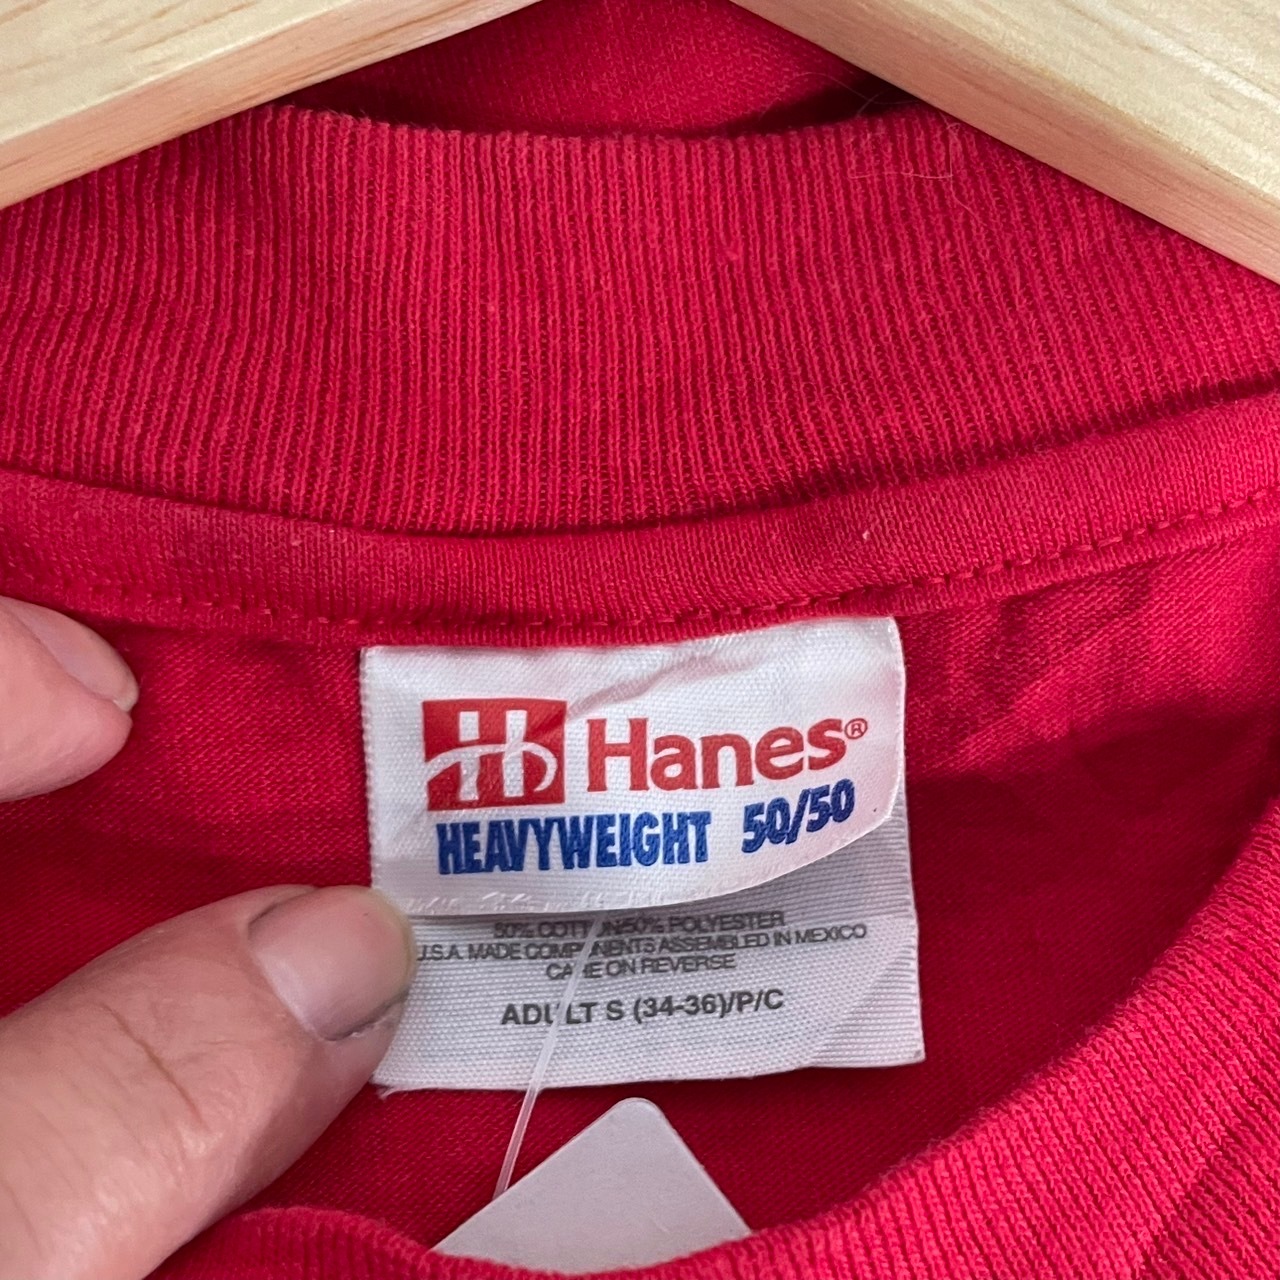 Hanes®
HEAVYWEIGHT 50/50
50% COTTON/50% POLYESTER
U.S.A. MADE COMPONENTS ASSEMBLED IN MEXICO
CARE ON REVERSE
ADULT S (34-36)/P/C